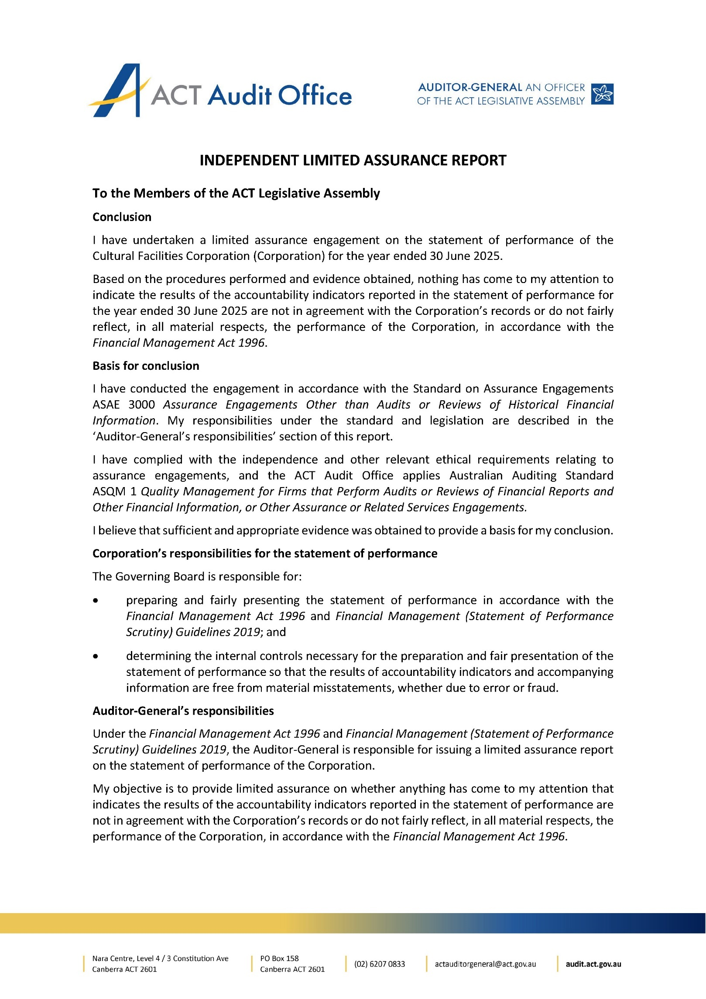 ACT Audit Office
AUDITOR-GENERAL AN OFFICER
OF THE ACT LEGISLATIVE ASSEMBLY
INDEPENDENT LIMITED ASSURANCE REPORT
To the Members of the ACT Legislative Assembly
Conclusion
I have undertaken a limited assurance engagement on the statement of performance of the
Cultural Facilities Corporation (Corporation) for the year ended 30 June 2025.
Based on the procedures performed and evidence obtained, nothing has come to my attention to
indicate the results of the accountability indicators reported in the statement of performance for
the year ended 30 June 2025 are not in agreement with the Corporation’s records or do not fairly
reflect, in all material respects, the performance of the Corporation, in accordance with the
Financial Management Act 1996.
Basis for conclusion
I have conducted the engagement in accordance with the Standard on Assurance Engagements
ASAE 3000 Assurance Engagements Other than Audits or Reviews of Historical Financial
Information. My responsibilities under the standard and legislation are described in the
‘Auditor-General’s responsibilities’ section of this report.
I have complied with the independence and other relevant ethical requirements relating to
assurance engagements, and the ACT Audit Office applies Australian Auditing Standard
ASQM 1 Quality Management for Firms that Perform Audits or Reviews of Financial Reports and
Other Financial Information, or Other Assurance or Related Services Engagements.
I believe that sufficient and appropriate evidence was obtained to provide a basis for my conclusion.
Corporation’s responsibilities for the statement of performance
The Governing Board is responsible for:
• preparing and fairly presenting the statement of performance in accordance with the
Financial Management Act 1996 and Financial Management (Statement of Performance
Scrutiny) Guidelines 2019; and
• determining the internal controls necessary for the preparation and fair presentation of the
statement of performance so that the results of accountability indicators and accompanying
information are free from material misstatements, whether due to error or fraud.
Auditor-General’s responsibilities
Under the Financial Management Act 1996 and Financial Management (Statement of Performance
Scrutiny) Guidelines 2019, the Auditor-General is responsible for issuing a limited assurance report
on the statement of performance of the Corporation.
My objective is to provide limited assurance on whether anything has come to my attention that
indicates the results of the accountability indicators reported in the statement of performance are
not in agreement with the Corporation’s records or do not fairly reflect, in all material respects, the
performance of the Corporation, in accordance with the Financial Management Act 1996.
Nara Centre, Level 4 / 3 Constitution Ave
Canberra ACT 2601
PO Box 158
Canberra ACT 2601
(02) 6207 0833
actauditorgeneral@act.gov.au
audit.act.gov.au